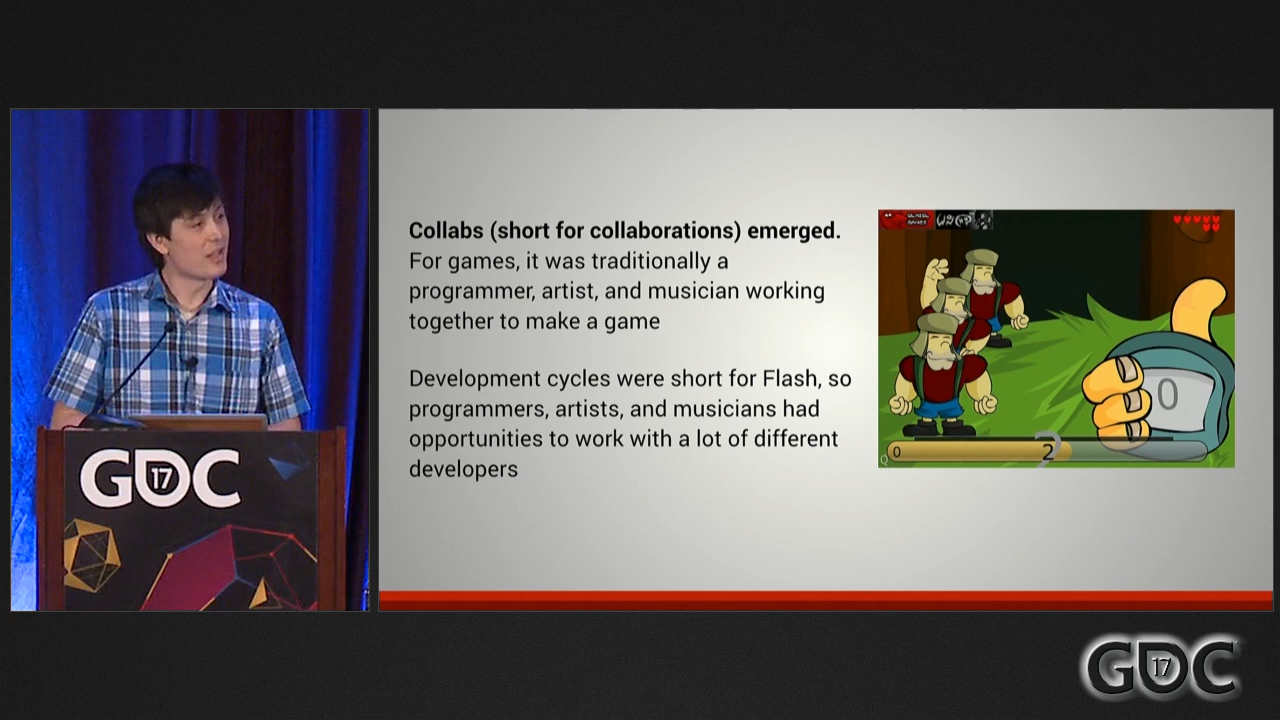 Collabs (short for collaborations) emerged.
For games, it was traditionally a
programmer, artist, and musician working
together to make a game
Development cycles were short for Flash, so
programmers, artists, and musicians had
opportunities to work with a lot of different
developers
0
0
2
2
GDC
17
GDC
17